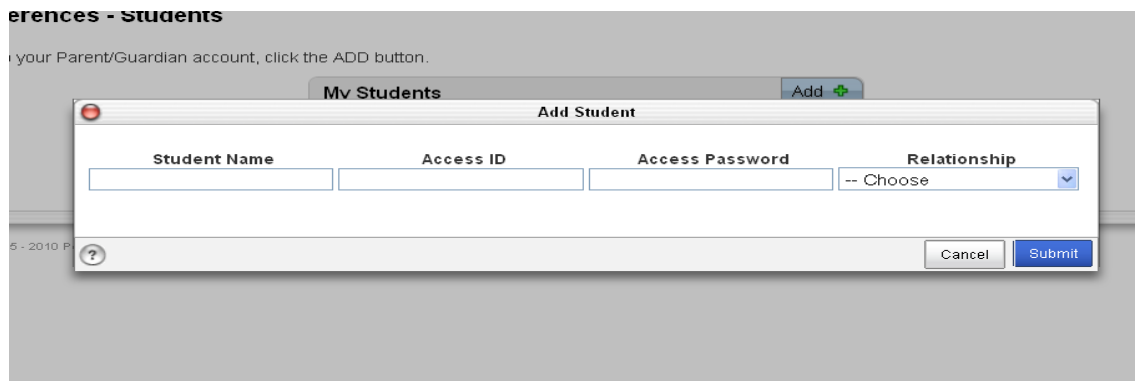 erences - Students
your Parent/Guardian account, click the ADD button.
My Students Add
Add Student
Student Name Access ID Access Password Relationship
-- Choose
5 - 2010 P
?
Cancel Submit